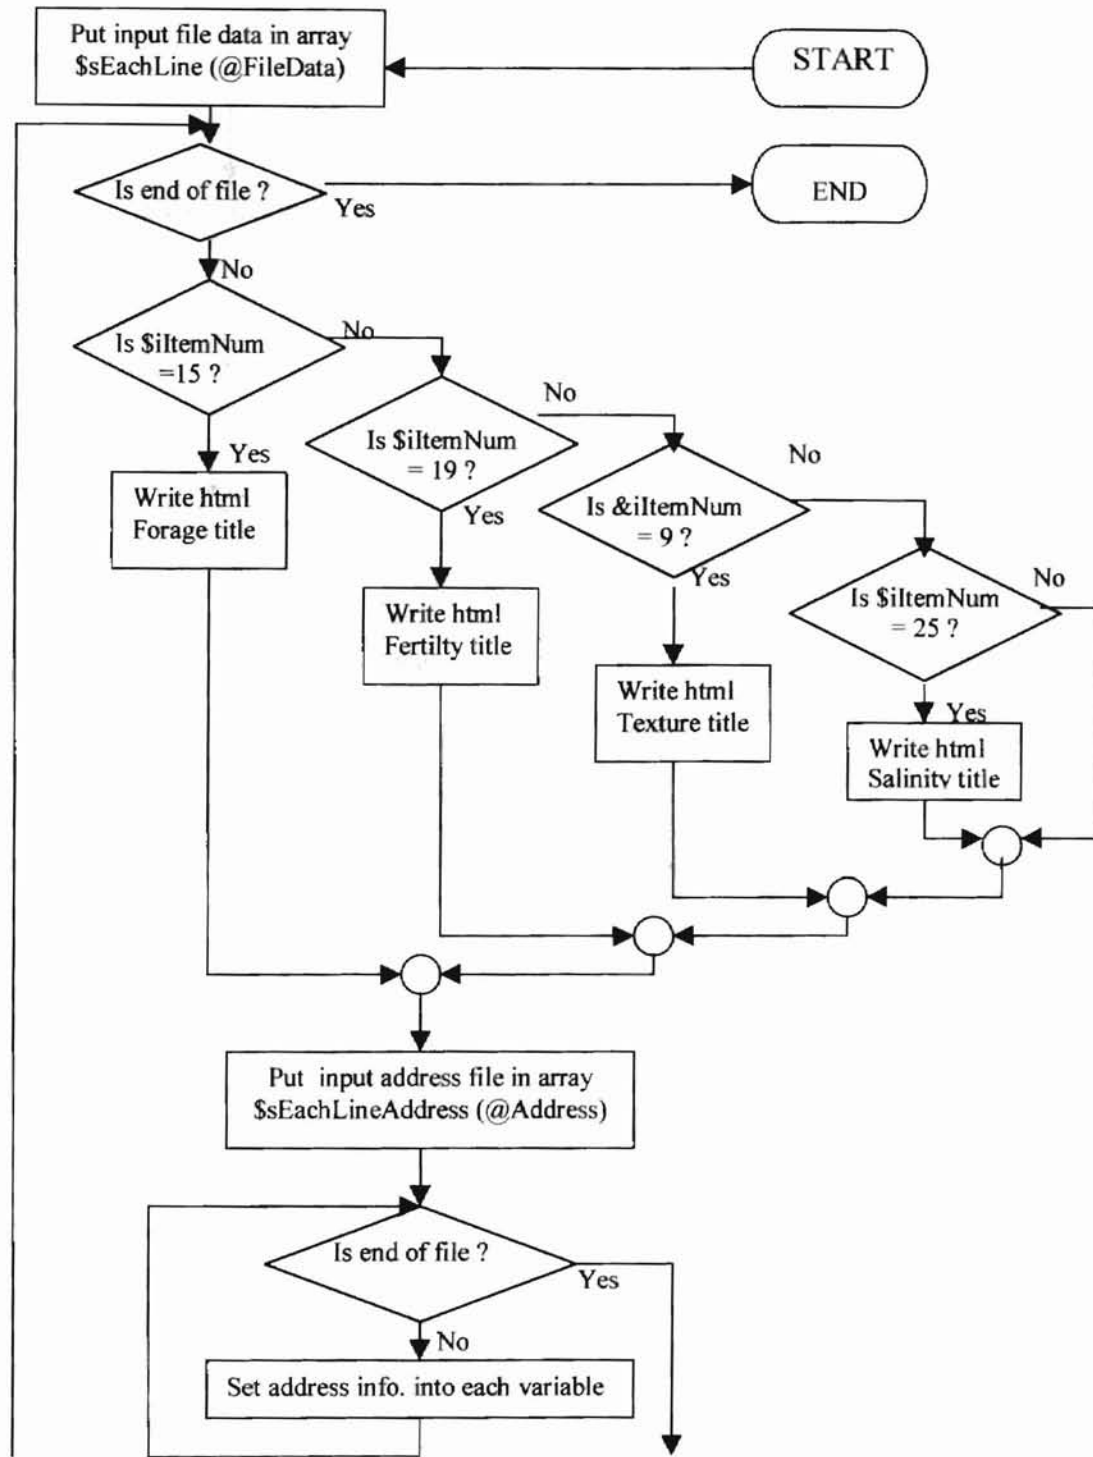 Put input file data in array
$sEachLine (@FileData)
START
Is end of file ?
Yes
END
No
Is $iItemNum
=15 ?
No
Yes
Write html
Forage title
Is $iItemNum
= 19 ?
No
Yes
Write html
Fertilty title
Is &iItemNum
= 9 ?
No
Yes
Write html
Texture title
Is $iItemNum
= 25 ?
No
Yes
Write html
Salinity title
Put input address file in array
$sEachLineAddress (@Address)
Is end of file ?
Yes
No
Set address info. into each variable